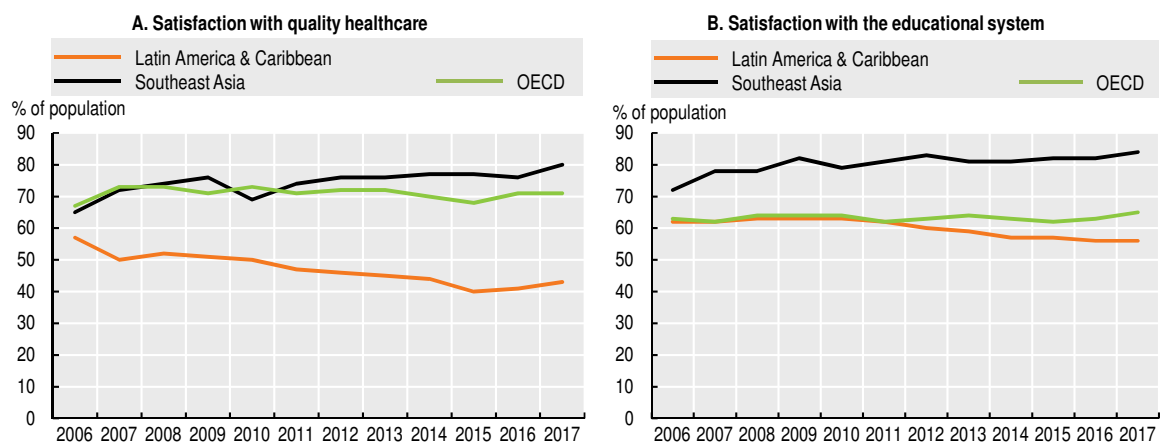 A. Satisfaction with quality healthcare
Latin America & Caribbean
Southeast Asia OECD
% of population
90
80
70
60
50
40
30
20
10
0
2006 2007 2008 2009 2010 2011 2012 2013 2014 2015 2016 2017
B. Satisfaction with the educational system
Latin America & Caribbean
Southeast Asia OECD
% of population
90
80
70
60
50
40
30
20
10
0
2006 2007 2008 2009 2010 2011 2012 2013 2014 2015 2016 2017